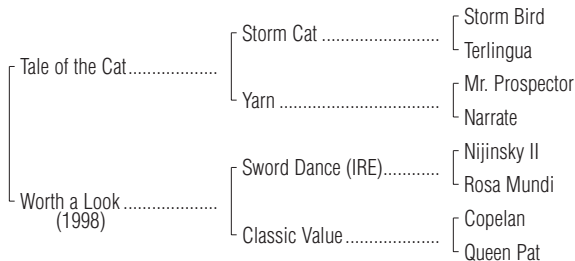 Storm Bird
Storm Cat ........................
Terlingua
Tale of the Cat..................
Mr. Prospector
Yarn ................................
Narrate
Nijinsky II
Sword Dance (IRE)...........
Rosa Mundi
Worth a Look ...................
(1998)
Copelan
Classic Value...................
Queen Pat